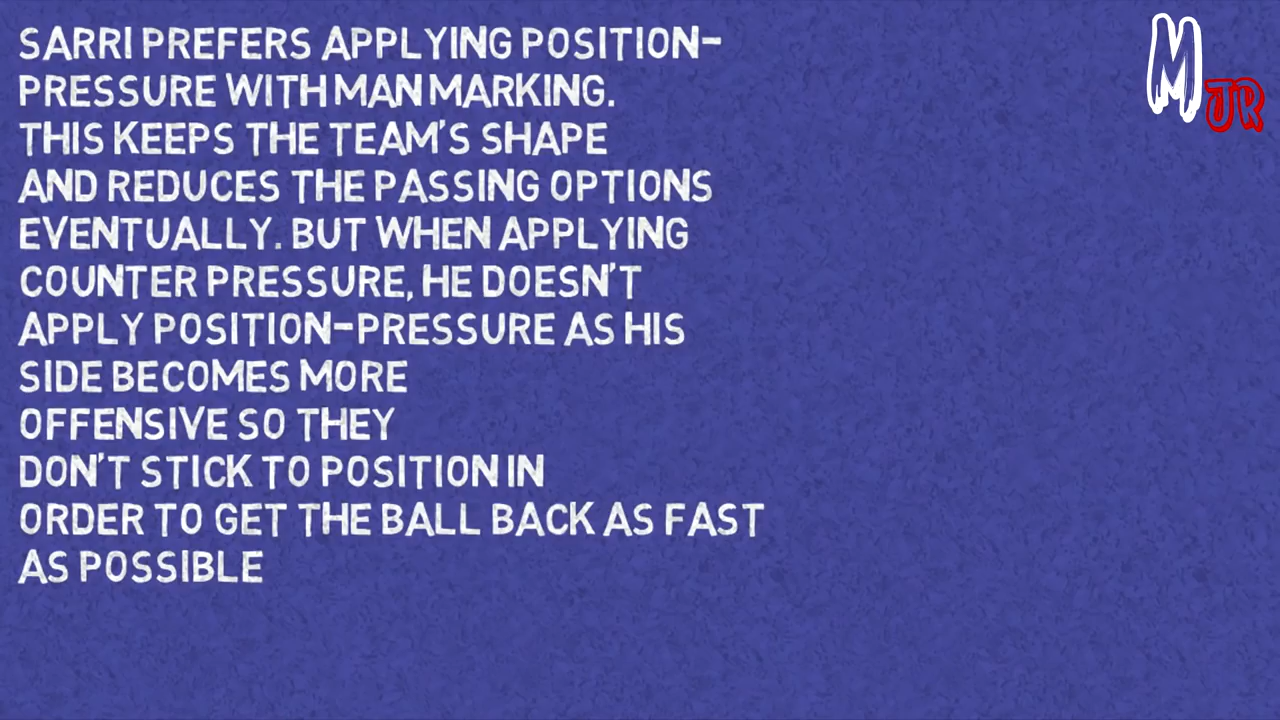 SARRI PREFERS APPLYING POSITION-
PRESSURE WITH MAN MARKING.
THIS KEEPS THE TEAM'S SHAPE
AND REDUCES THE PASSING OPTIONS
EVENTUALLY. BUT WHEN APPLYING
COUNTER PRESSURE, HE DOESN'T
APPLY POSITION-PRESSURE AS HIS
SIDE BECOMES MORE
OFFENSIVE SO THEY
DON'T STICK TO POSITION IN
ORDER TO GET THE BALL BACK AS FAST
AS POSSIBLE
M JR